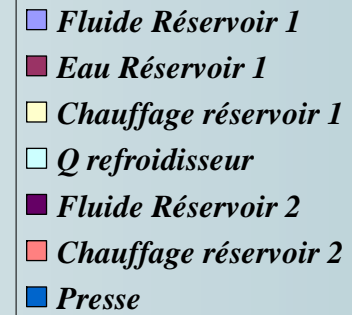 Fluide Réservoir 1
Eau Réservoir 1
Chauffage réservoir 1
Q refroidisseur
Fluide Réservoir 2
Chauffage réservoir 2
Presse